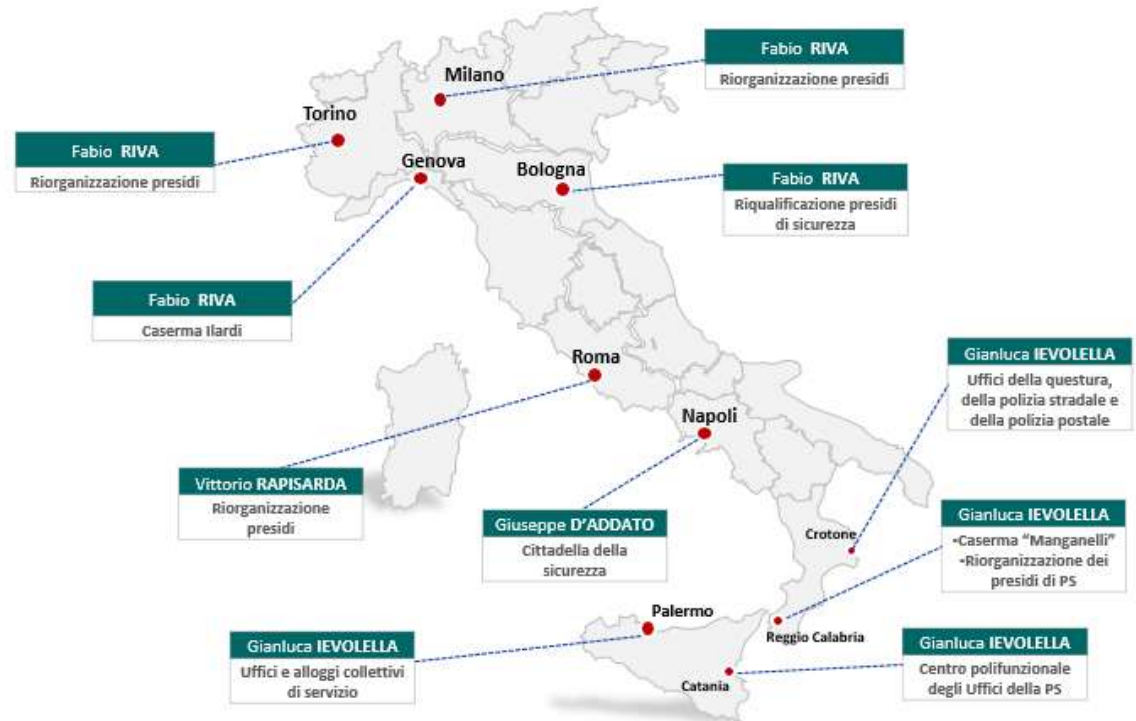 Fabio RIVA
Riorganizzazione presidi
Milano
Torino
Fabio RIVA
Riorganizzazione presidi
Genova
Bologna
Fabio RIVA
Riqualificazione presidi
di sicurezza
Fabio RIVA
Caserma Ilardi
Roma
Gianluca IEVOLELLA
Uffici della questura,
della polizia stradale e
della polizia postale
Napoli
Vittorio RAPISARDA
Riorganizzazione
presidi
Giuseppe D'ADDATO
Cittadella della
sicurezza
Crotone
Gianluca IEVOLELLA
-Caserma “Manganelli”
-Riorganizzazione dei
presidi di PS
Palermo
Reggio Calabria
Gianluca IEVOLELLA
Uffici e alloggi collettivi
di servizio
Catania
Gianluca IEVOLELLA
Centro polifunzionale
degli Uffici della PS